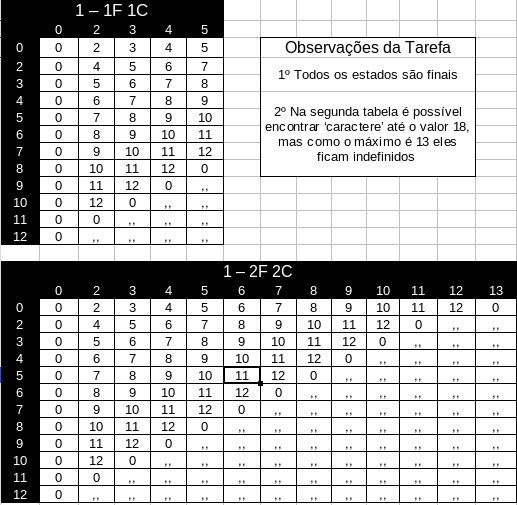 1 – 1F 1C
0 2 3 4 5
0 0 2 3 4 5
2 0 4 5 6 7
3 0 5 6 7 8
4 0 6 7 8 9
5 0 7 8 9 10
6 0 8 9 10 11
7 0 9 10 11 12
8 0 10 11 12 0
9 0 11 12 0 ,,
10 0 12 0 ,, ,,
11 0 0 ,, ,, ,,
12 0 ,, ,, ,, ,,
Observações da Tarefa
1º Todos os estados são finais
2º Na segunda tabela é possível
encontrar ‘caractere’ até o valor 18,
mas como o máximo é 13 eles
ficam indefinidos
1 – 2F 2C
0 2 3 4 5 6 7 8 9 10 11 12 13
0 0 2 3 4 5 6 7 8 9 10 11 12 0
2 0 4 5 6 7 8 9 10 11 12 0 ,, ,,
3 0 5 6 7 8 9 10 11 12 0 ,, ,, ,,
4 0 6 7 8 9 10 11 12 0 ,, ,, ,, ,,
5 0 7 8 9 10 11 12 0 ,, ,, ,, ,, ,,
6 0 8 9 10 11 12 0 ,, ,, ,, ,, ,, ,,
7 0 9 10 11 12 0 ,, ,, ,, ,, ,, ,, ,,
8 0 10 11 12 0 ,, ,, ,, ,, ,, ,, ,, ,,
9 0 11 12 0 ,, ,, ,, ,, ,, ,, ,, ,, ,,
10 0 12 0 ,, ,, ,, ,, ,, ,, ,, ,, ,, ,,
11 0 0 ,, ,, ,, ,, ,, ,, ,, ,, ,, ,, ,,
12 0 ,, ,, ,, ,, ,, ,, ,, ,, ,, ,, ,, ,,